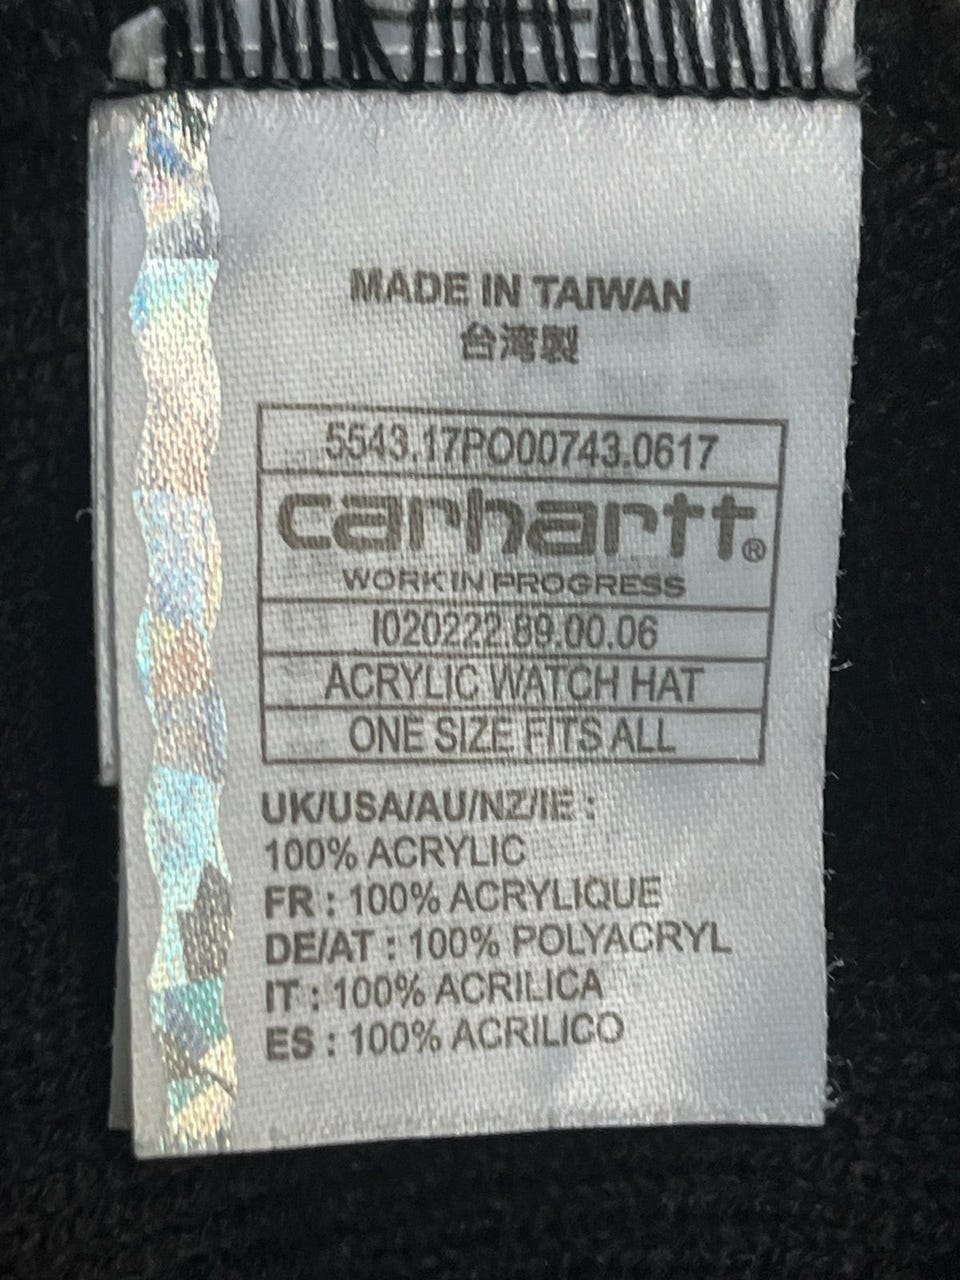 MADE IN TAIWAN
台湾製
5543.17PO00743.0617
carhartt®
WORK IN PROGRESS
I020222.89.00.06
ACRYLIC WATCH HAT
ONE SIZE FITS ALL
UK/USA/AU/NZ/IE :
100% ACRYLIC
FR : 100% ACRYLIQUE
DE/AT : 100% POLYACRYL
IT : 100% ACRILICA
ES : 100% ACRILICO